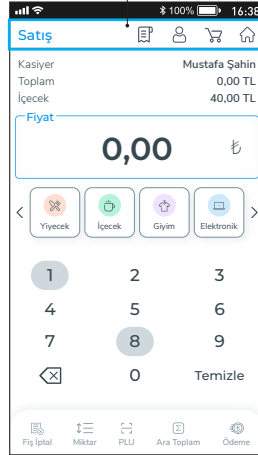 100% 16:38
Satış
Kasiyer Mustafa Şahin
Toplam 0,00 TL
İçecek 40,00 TL
Fiyat
0,00 ₺
Yiyecek İçecek Giyim Elektronik
1 2 3
4 5 6
7 8 9
0 Temizle
Fiş İptal Miktar PLU Ara Toplam Ödeme